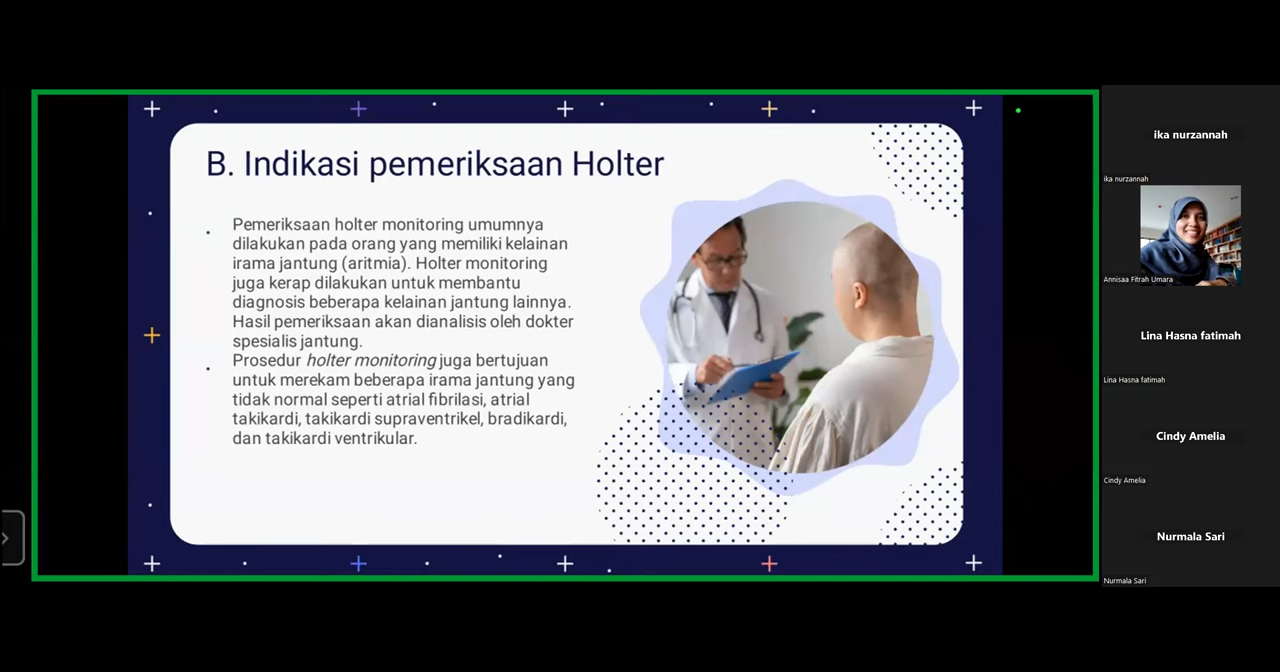 B. Indikasi pemeriksaan Holter
Pemeriksaan holter monitoring umumnya
dilakukan pada orang yang memiliki kelainan
irama jantung (aritmia). Holter monitoring
juga kerap dilakukan untuk membantu
diagnosis beberapa kelainan jantung lainnya.
Hasil pemeriksaan akan dianalisis oleh dokter
spesialis jantung.
Prosedur holter monitoring juga bertujuan
untuk merekam beberapa irama jantung yang
tidak normal seperti atrial fibrilasi, atrial
takikardi, takikardi supraventrikel, bradikardi,
dan takikardi ventrikular.
ika nurzannah
ika nurzannah
Annisaa Fitrah Umara
Lina Hasna fatimah
Lina Hasna fatimah
Cindy Amelia
Cindy Amelia
Nurmala Sari
Nurmala Sari